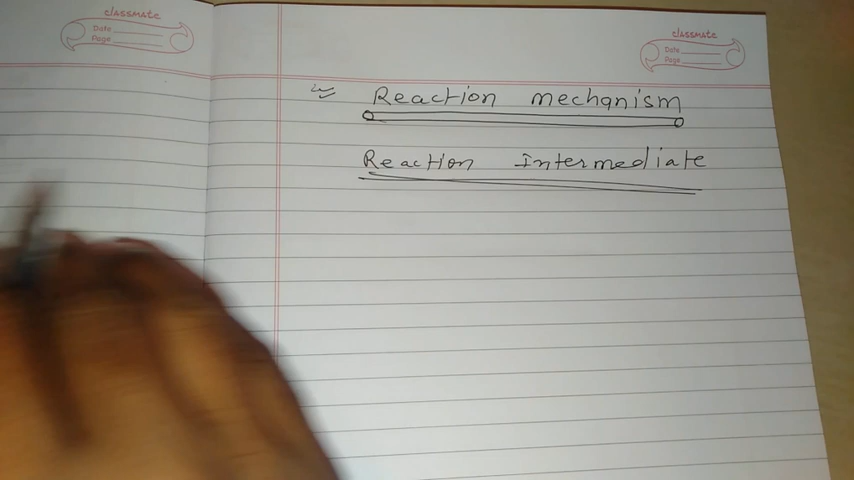 classmate
Date
Page
classmate
Date
Page
Reaction mechanism
Reaction Intermediate